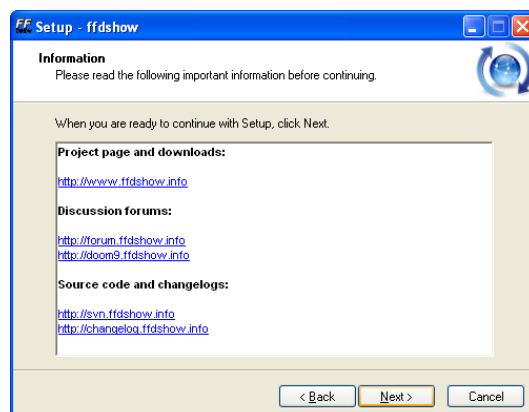 Setup - ffdshow
Information
Please read the following important information before continuing.
When you are ready to continue with Setup, click Next.
Project page and downloads:
http://www.ffdshow.info
Discussion forums:
http://forum.ffdshow.info
http://doom9.ffdshow.info
Source code and changelogs:
http://svn.ffdshow.info
http://changelog.ffdshow.info
< Back
Next >
Cancel